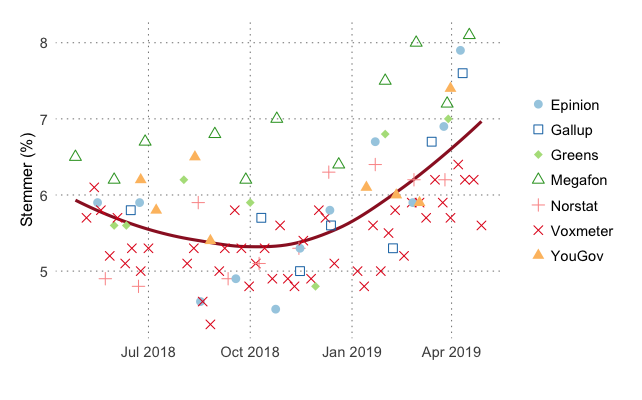 Stemmer (%)
8
7
6
5
Jul 2018
Oct 2018
Jan 2019
Apr 2019
Epinion
Gallup
Greens
Megafon
Norstat
Voxmeter
YouGov